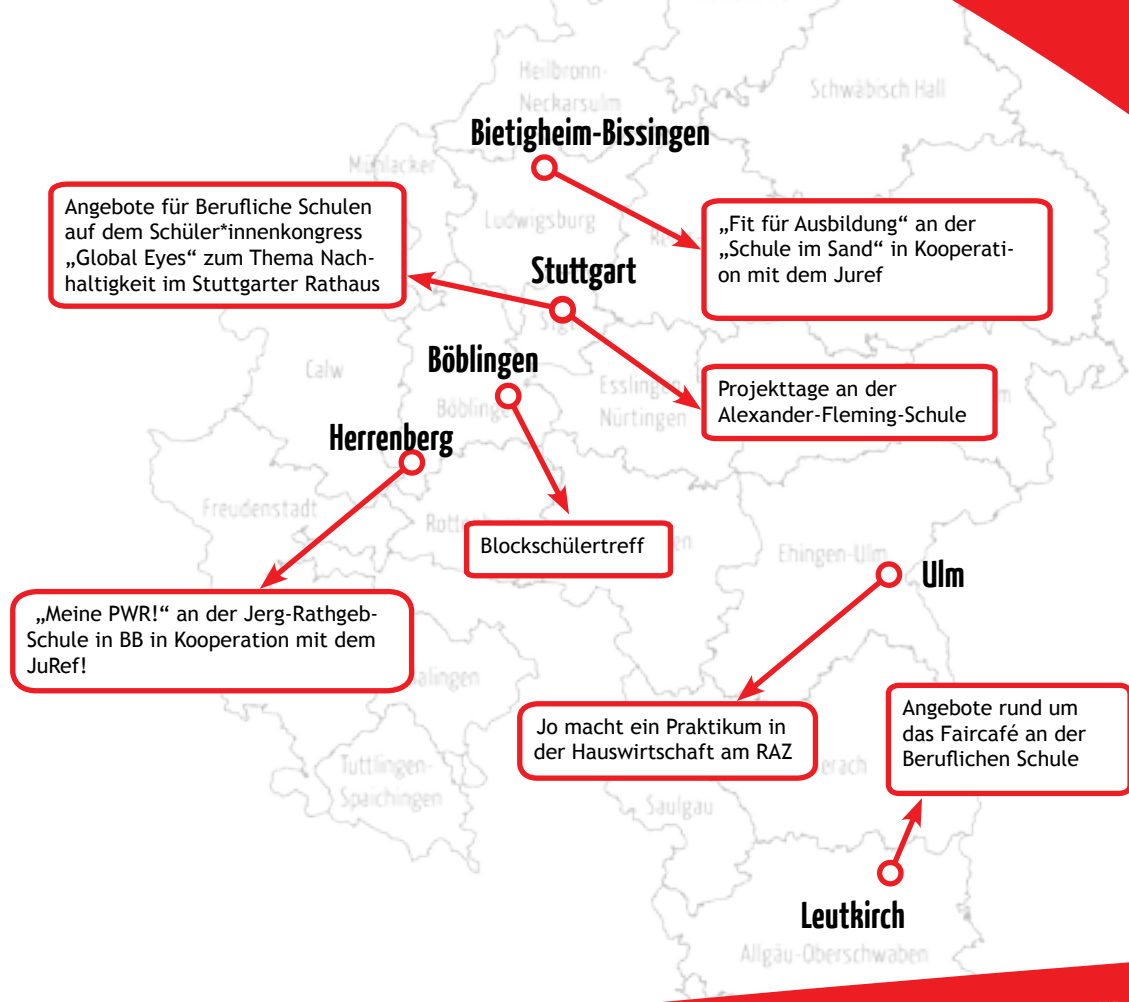 Heilbronn-
Neckarsulm
Schwäbisch Hall
Bietigheim-Bissingen
Mühlacker
Angebote für Berufliche Schulen
auf dem Schüler*innenkongress
„Global Eyes“ zum Thema Nach-
haltigkeit im Stuttgarter Rathaus
Ludwigsburg
„Fit für Ausbildung“ an der
„Schule im Sand“ in Kooperati-
on mit dem Juref
Stuttgart
Böblingen
Calw
Böblingen
Esslingen
Nürtingen
Projekttage an der
Alexander-Fleming-Schule
Herrenberg
Freudenstadt
Blockschülertreff
Ehingen-Ulm
Ulm
„Meine PWR!“ an der Jerg-Rathgeb-
Schule in BB in Kooperation mit dem
JuRef!
Jo macht ein Praktikum in
der Hauswirtschaft am RAZ
Angebote rund um
das Faircafé an der
Beruflichen Schule
Tuttlingen-
Spaichingen
Saulgau
Leutkirch
Allgäu-Oberschwaben